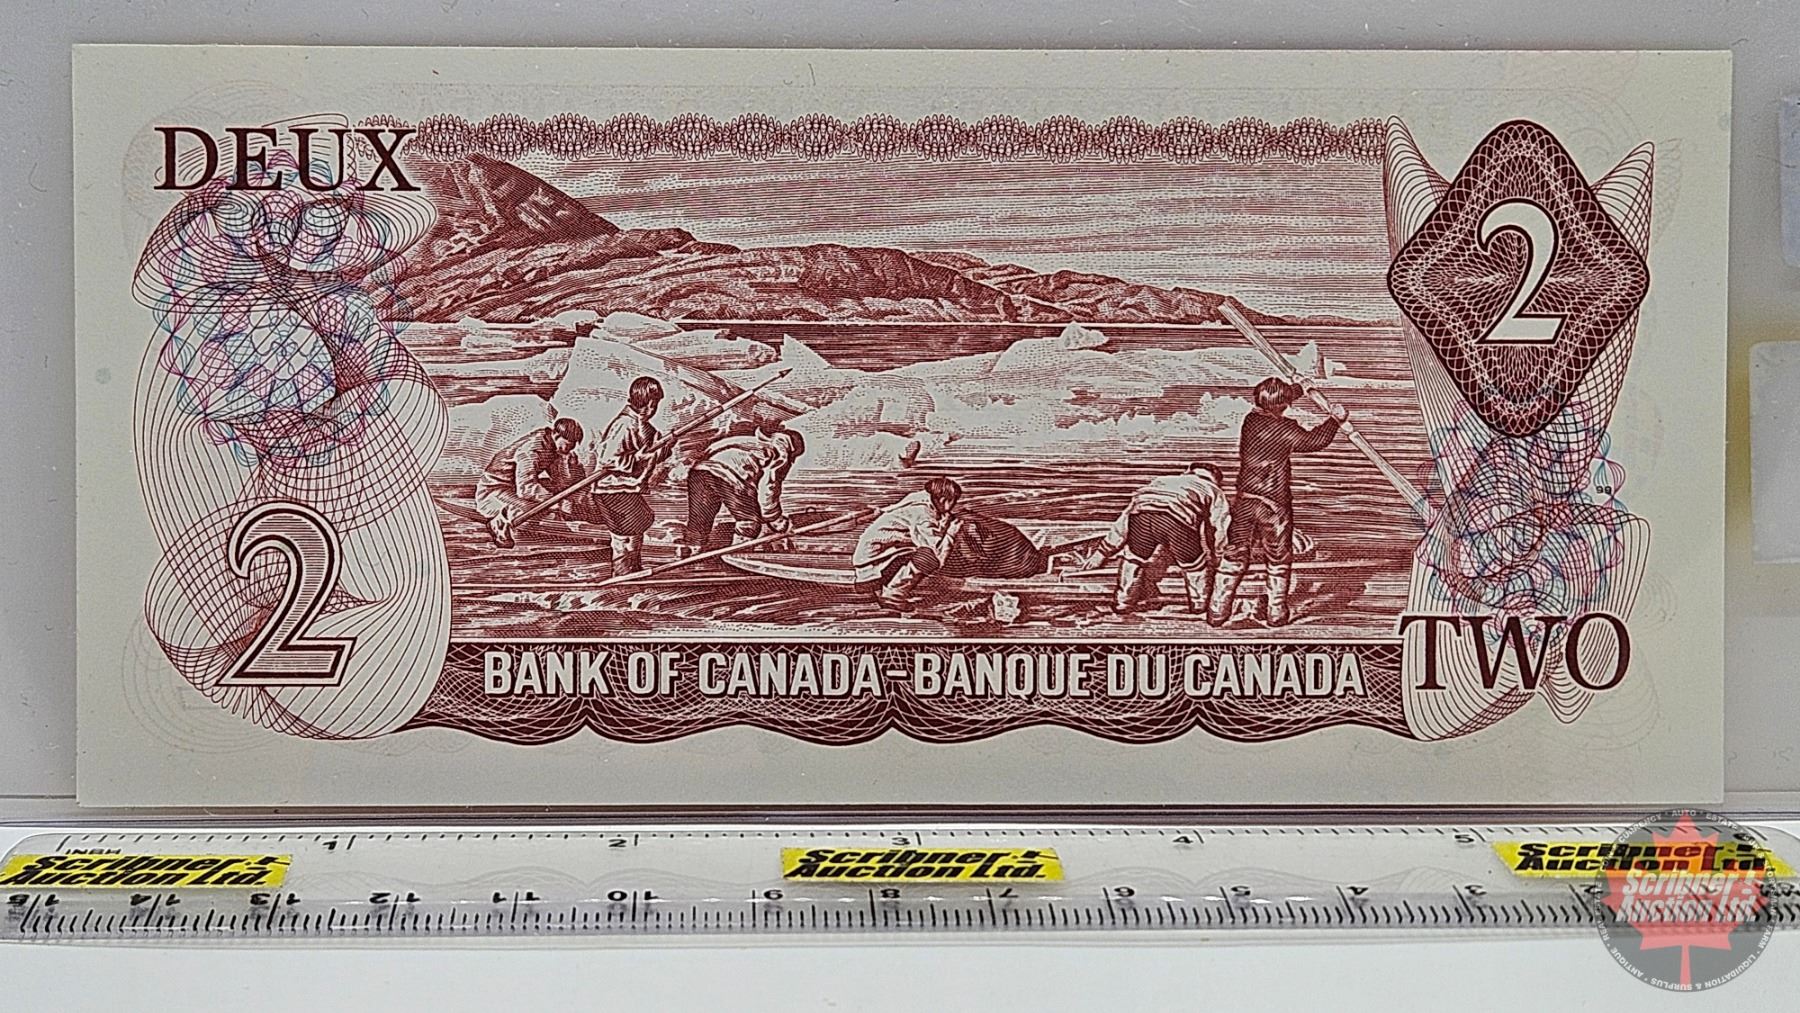 DEUX
2
2
TWO
99
BANK OF CANADA-BANQUE DU CANADA
INCH 1 2 3 4 5 6
Scribner's Auction Ltd.
Scribner's Auction Ltd.
Scribner's Auction Ltd.
15 14 13 12 11 10 9 8 7 6 5 4 3 2
Scribner's Auction Ltd.